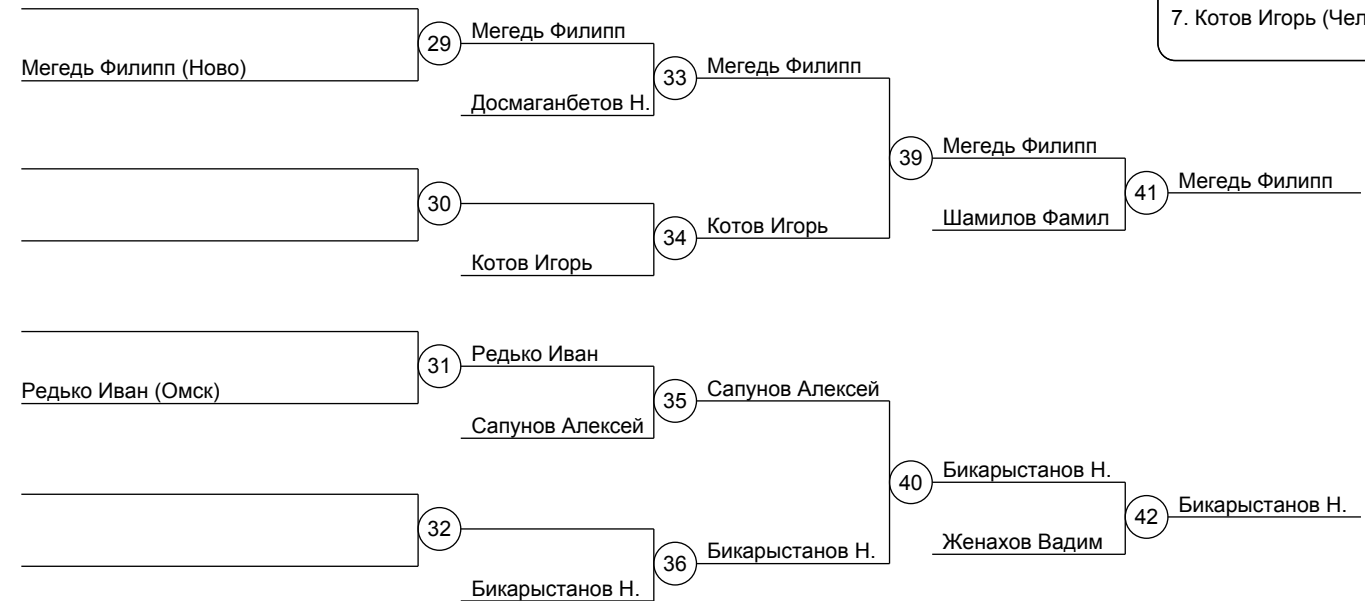 7. Котов Игорь (Чел
29
Мегедь Филипп
Мегедь Филипп (Ново)
33
Мегедь Филипп
Досмаганбетов Н.
39
Мегедь Филипп
41
Мегедь Филипп
30
Шамилов Фамил
34
Котов Игорь
Котов Игорь
31
Редько Иван
Редько Иван (Омск)
35
Сапунов Алексей
Сапунов Алексей
40
Бикарыстанов Н.
42
Бикарыстанов Н.
32
Женахов Вадим
36
Бикарыстанов Н.
Бикарыстанов Н.